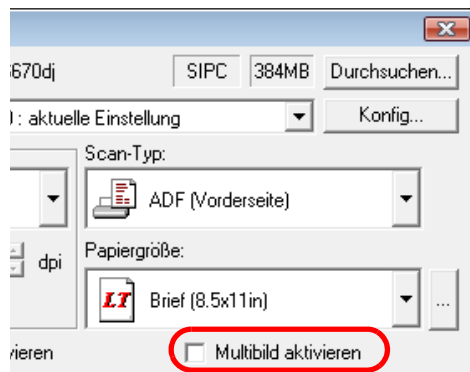 670dj SIPC 384MB Durchsuchen...
: aktuelle Einstellung Konfig...
Scan-Typ:
ADF (Vorderseite)
dpi Papiergröße:
LT Brief (8.5x11in) ...
vieren Multibild aktivieren